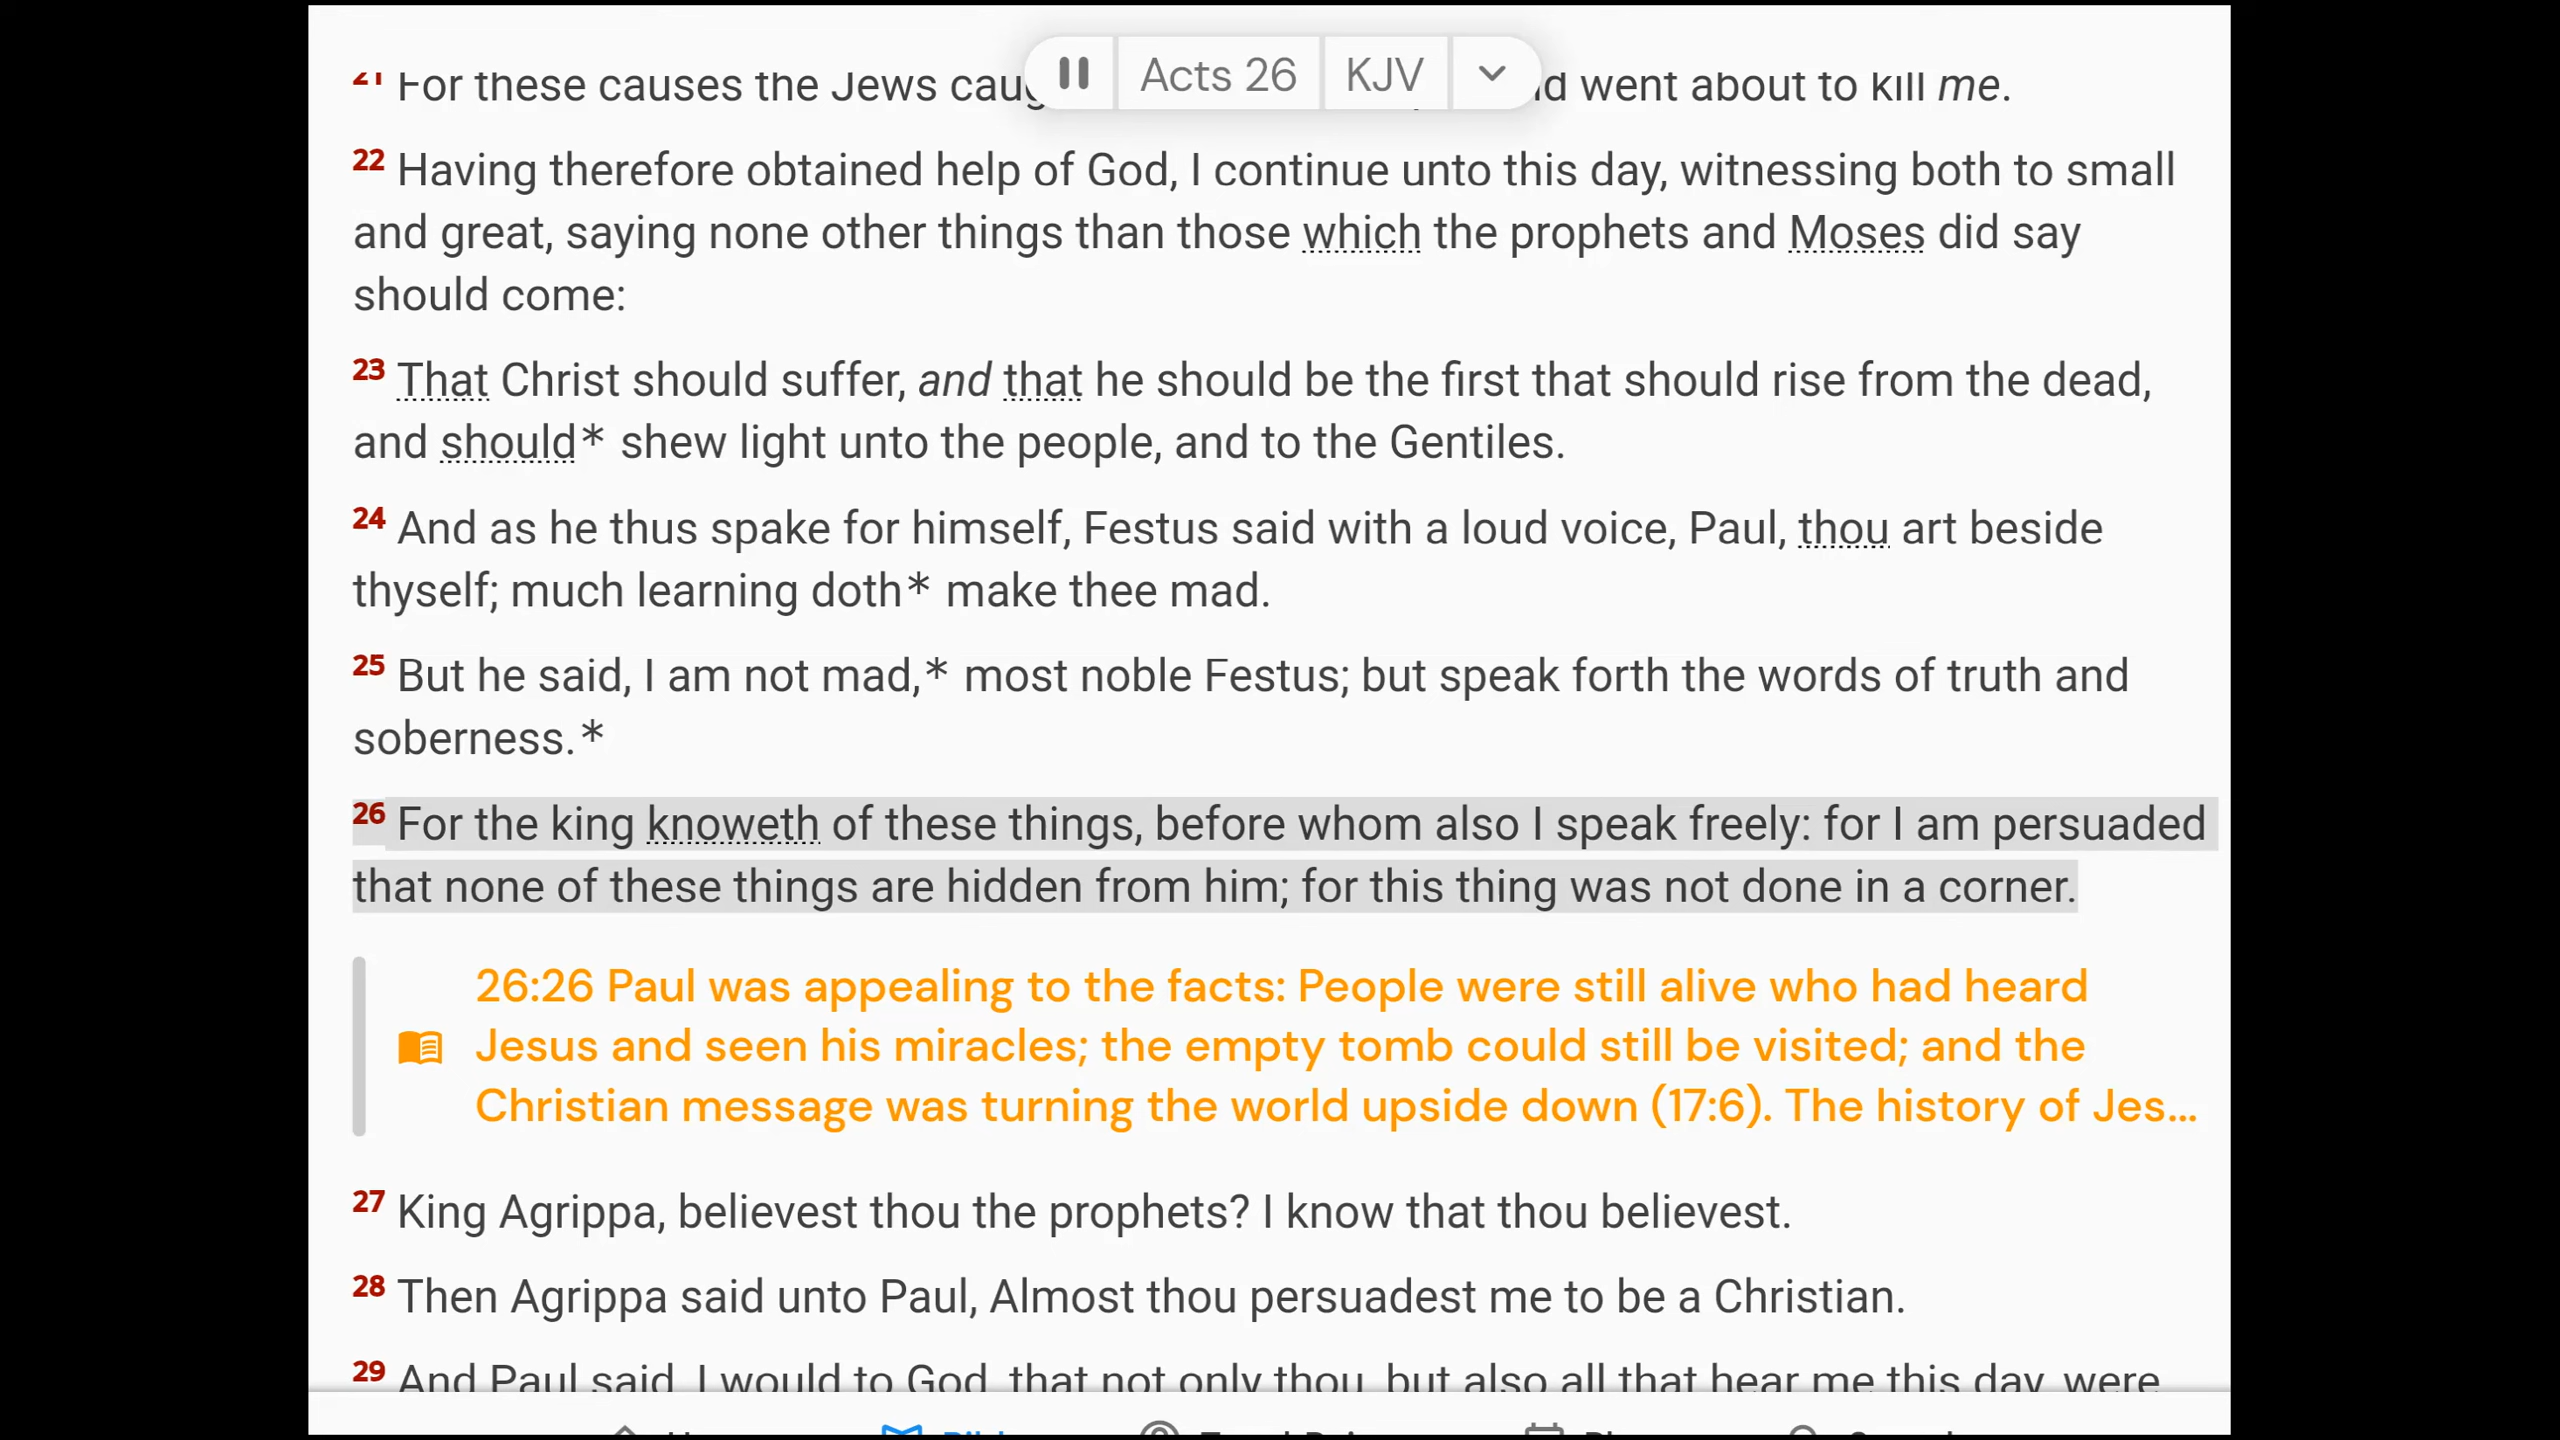 21 For these causes the Jews
Acts 26
KJV
went about to kill me.
22 Having therefore obtained help of God, I continue unto this day, witnessing both to small
and great, saying none other things than those which the prophets and Moses did say
should come:
23 That Christ should suffer, and that he should be the first that should rise from the dead,
and should* shew light unto the people, and to the Gentiles.
24 And as he thus spake for himself, Festus said with a loud voice, Paul, thou art beside
thyself; much learning doth* make thee mad.
25 But he said, I am not mad,* most noble Festus; but speak forth the words of truth and
soberness.*
26 For the king knoweth of these things, before whom also I speak freely: for I am persuaded
that none of these things are hidden from him; for this thing was not done in a corner.
26:26 Paul was appealing to the facts: People were still alive who had heard
Jesus and seen his miracles; the empty tomb could still be visited; and the
Christian message was turning the world upside down (17:6). The history of Jes...
27 King Agrippa, believest thou the prophets? I know that thou believest.
28 Then Agrippa said unto Paul, Almost thou persuadest me to be a Christian.
29 And Paul said, I would to God, that not only thou, but also all that hear me this day, were